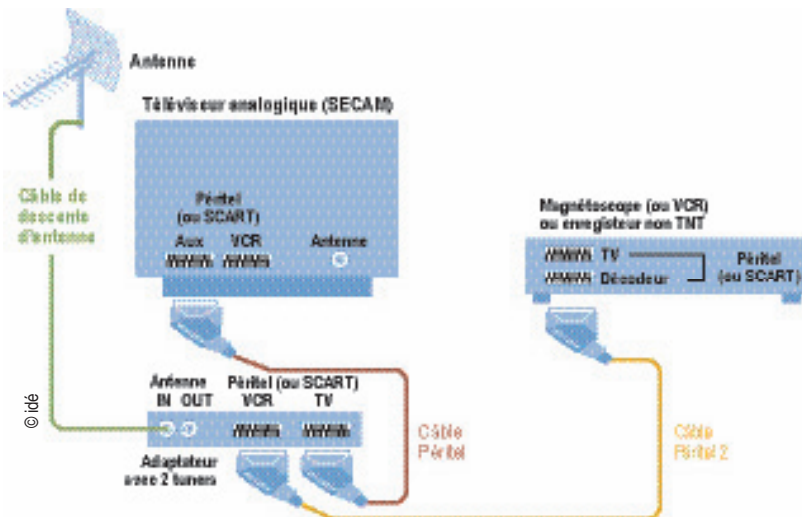 Antenne
Téléviseur analogique (SECAM)
Câble de
descente
d'antenne
Péritel
(ou SCART)
Aux VCR
Antenne
Magnétoscope (ou VCR)
ou enregistreur non TNT
TV
Décodeur
Péritel
(ou SCART)
© idé
Antenne
IN OUT
Péritel (ou SCART)
VCR TV
Adaptateur
avec 2 tuners
Câble
Péritel
Câble
Péritel 2